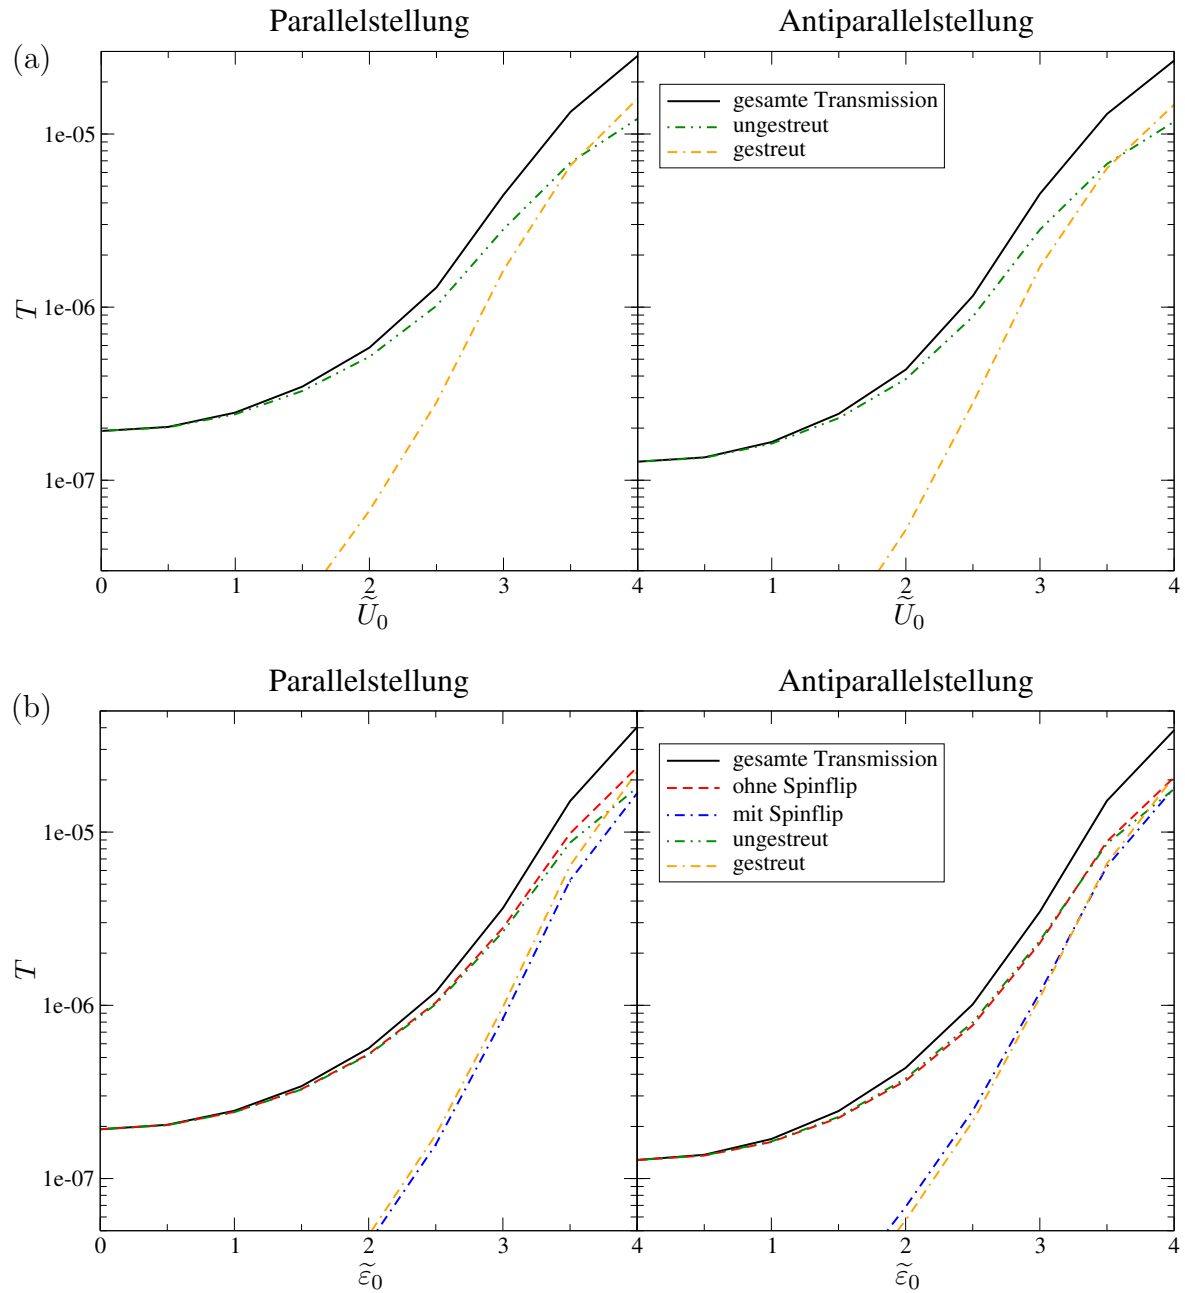 Parallelstellung Antiparallelstellung
(a)
gesamte Transmission
ungestreut
gestreut
1e-05
1e-06
1e-07
T
0 1 2 3 4 1 2 3 4
Ũ₀ Ũ₀
Parallelstellung Antiparallelstellung
(b)
gesamte Transmission
ohne Spinflip
mit Spinflip
ungestreut
gestreut
1e-05
1e-06
1e-07
T
0 1 2 3 4 1 2 3 4
ε̃₀ ε̃₀